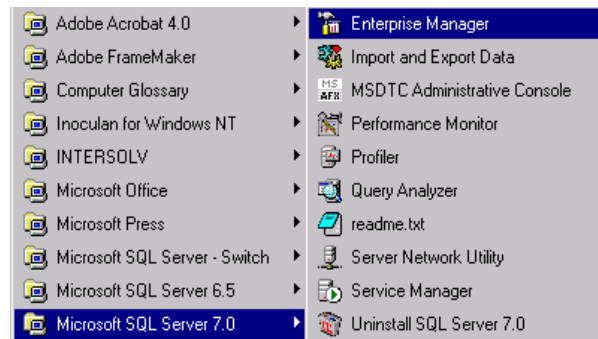 Adobe Acrobat 4.0
Adobe FrameMaker
Computer Glossary
Inoculan for Windows NT
INTERSOLV
Microsoft Office
Microsoft Press
Microsoft SQL Server - Switch
Microsoft SQL Server 6.5
Microsoft SQL Server 7.0
Enterprise Manager
Import and Export Data
MS
AFX
MSDTC Administrative Console
Performance Monitor
Profiler
Query Analyzer
readme.txt
Server Network Utility
Service Manager
Uninstall SQL Server 7.0